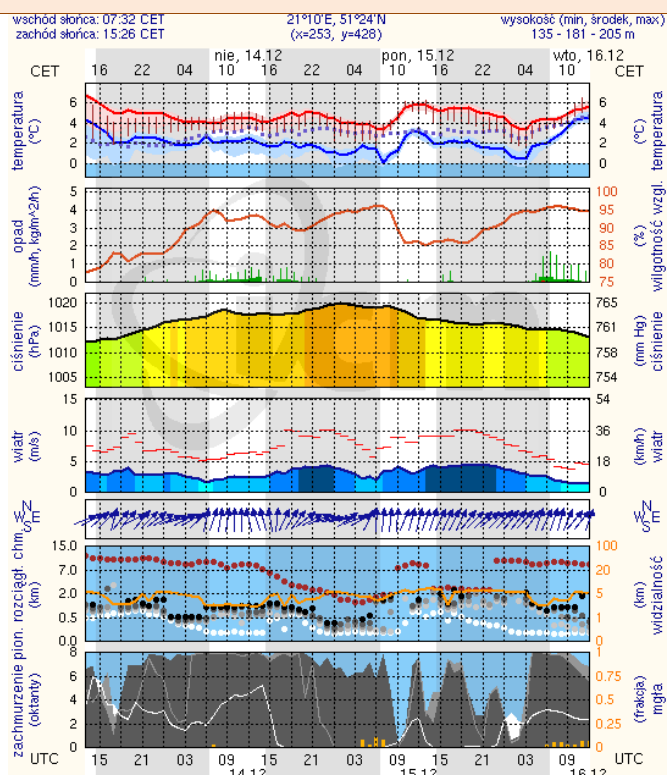 wschód słońca: 07:32 CET 21°10'E, 51°24'N wysokość (min, środek, max)
zachód słońca: 15:26 CET (x=253, y=428) 135 - 181 - 205 m
nie, 14.12 pon, 15.12 wto, 16.12
CET 16 22 04 10 16 22 04 10 16 22 04 10 CET
temperatura (°C)
6 4 2 0
6 4 2 0
(°C) temperatura
opad (mm/h, kg/m^2/h)
5 4 3 2 1 0
100 95 90 85 80 75
(%) wilgotność wzgl.
ciśnienie (hPa)
1020 1015 1010 1005
765 761 758 754
(mm Hg) ciśnienie
wiatr (m/s)
15 10 5 0
54 36 18 0
(km/h) wiatr
N W E S
N W E S
pion. rozciągł. chm. (km)
15.0 7.0 2.0 0.5 0.0
100 20 5 1 0
(km) widzialność
zachmurzenie (oktanty)
8 6 4 2 0
1 0.75 0.5 0.25 0
(frakcja) mgła
UTC 15 21 03 09 15 21 03 09 15 21 03 09 UTC
14.12 15.12 16.12